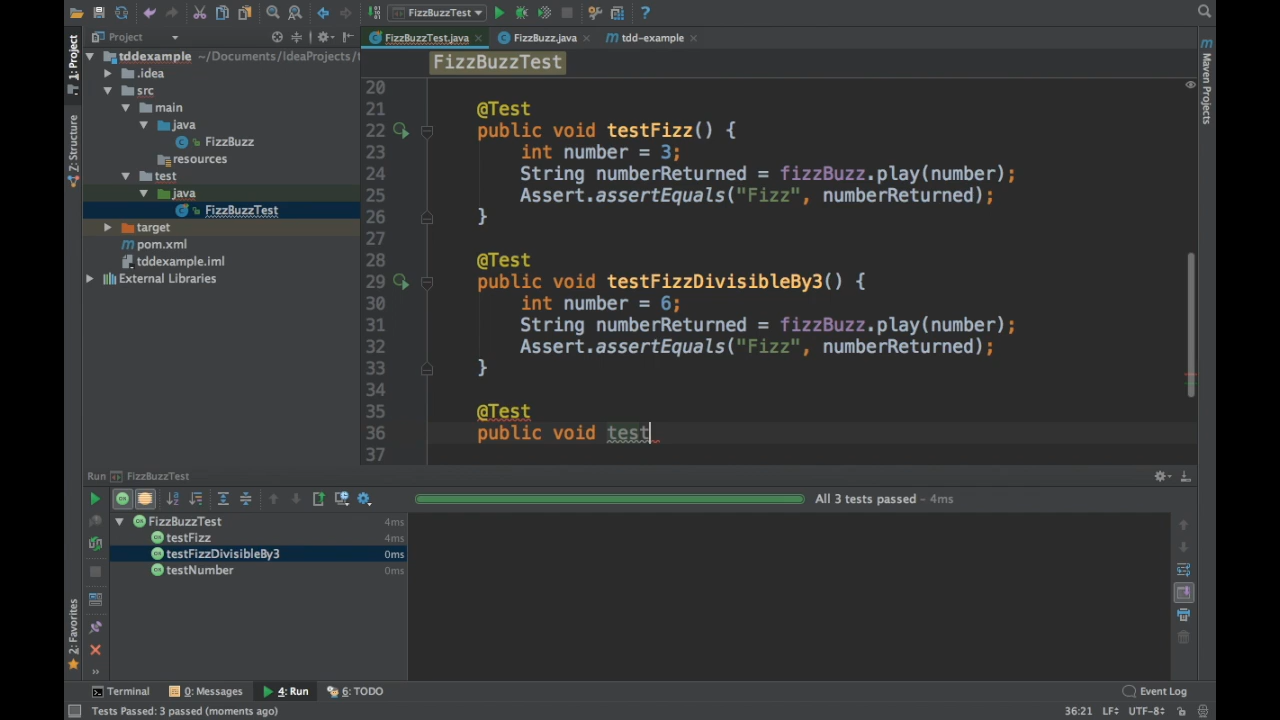 FizzBuzzTest
Project
FizzBuzzTest.java
FizzBuzz.java
tdd-example
1: Project
Z: Structure
2: Favorites
Maven Projects
tddexample ~/Documents/IdeaProjects/t
.idea
src
main
java
FizzBuzz
resources
test
java
FizzBuzzTest
target
pom.xml
tddexample.iml
External Libraries
FizzBuzzTest
20
21 @Test
22 public void testFizz() {
23 int number = 3;
24 String numberReturned = fizzBuzz.play(number);
25 Assert.assertEquals("Fizz", numberReturned);
26 }
27
28 @Test
29 public void testFizzDivisibleBy3() {
30 int number = 6;
31 String numberReturned = fizzBuzz.play(number);
32 Assert.assertEquals("Fizz", numberReturned);
33 }
34
35 @Test
36 public void test
37
Run FizzBuzzTest
All 3 tests passed – 4ms
FizzBuzzTest 4ms
testFizz 4ms
testFizzDivisibleBy3 0ms
testNumber 0ms
Terminal
0: Messages
4: Run
6: TODO
Event Log
Tests Passed: 3 passed (moments ago)
36:21 LF÷ UTF-8÷